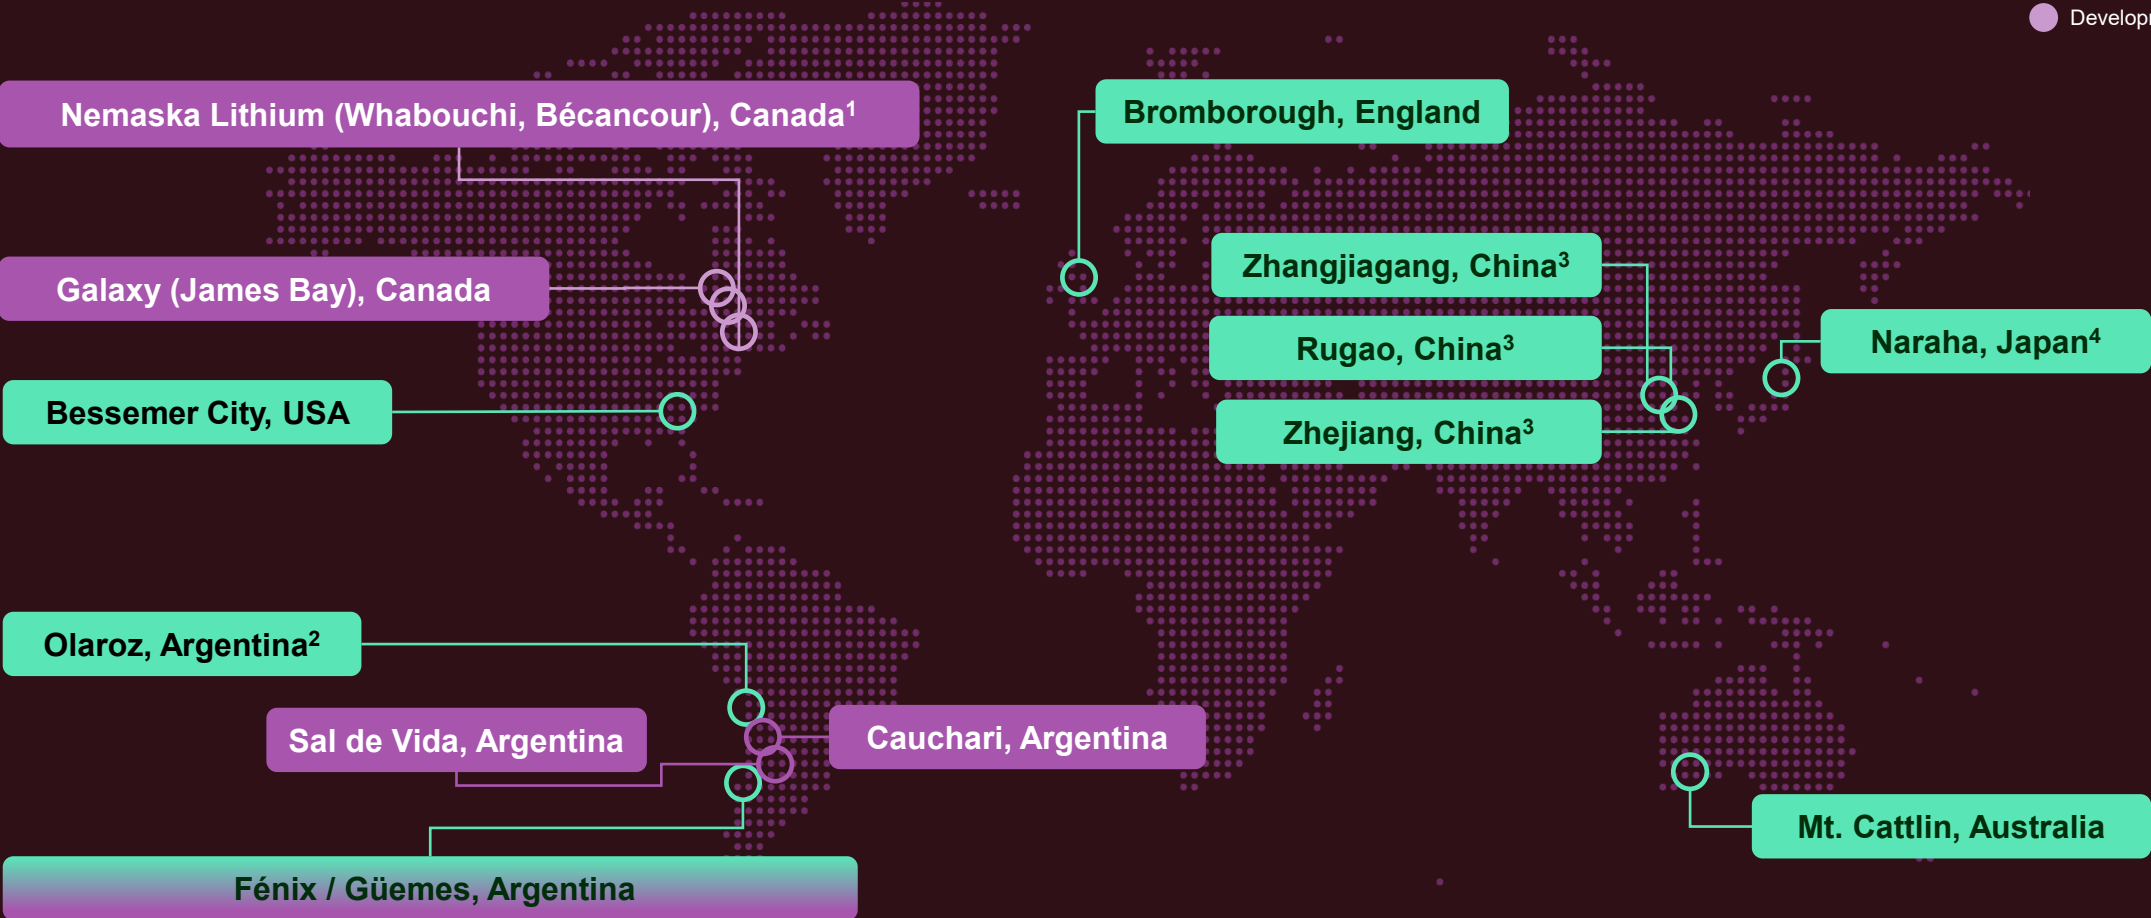 Nemaska Lithium (Whabouchi, Bécancour), Canada¹
Bromborough, England
Zhangjiagang, China³
Galaxy (James Bay), Canada
Rugao, China³
Naraha, Japan⁴
Bessemer City, USA
Zhejiang, China³
Olaroz, Argentina²
Sal de Vida, Argentina
Cauchari, Argentina
Mt. Cattlin, Australia
Fénix / Güemes, Argentina